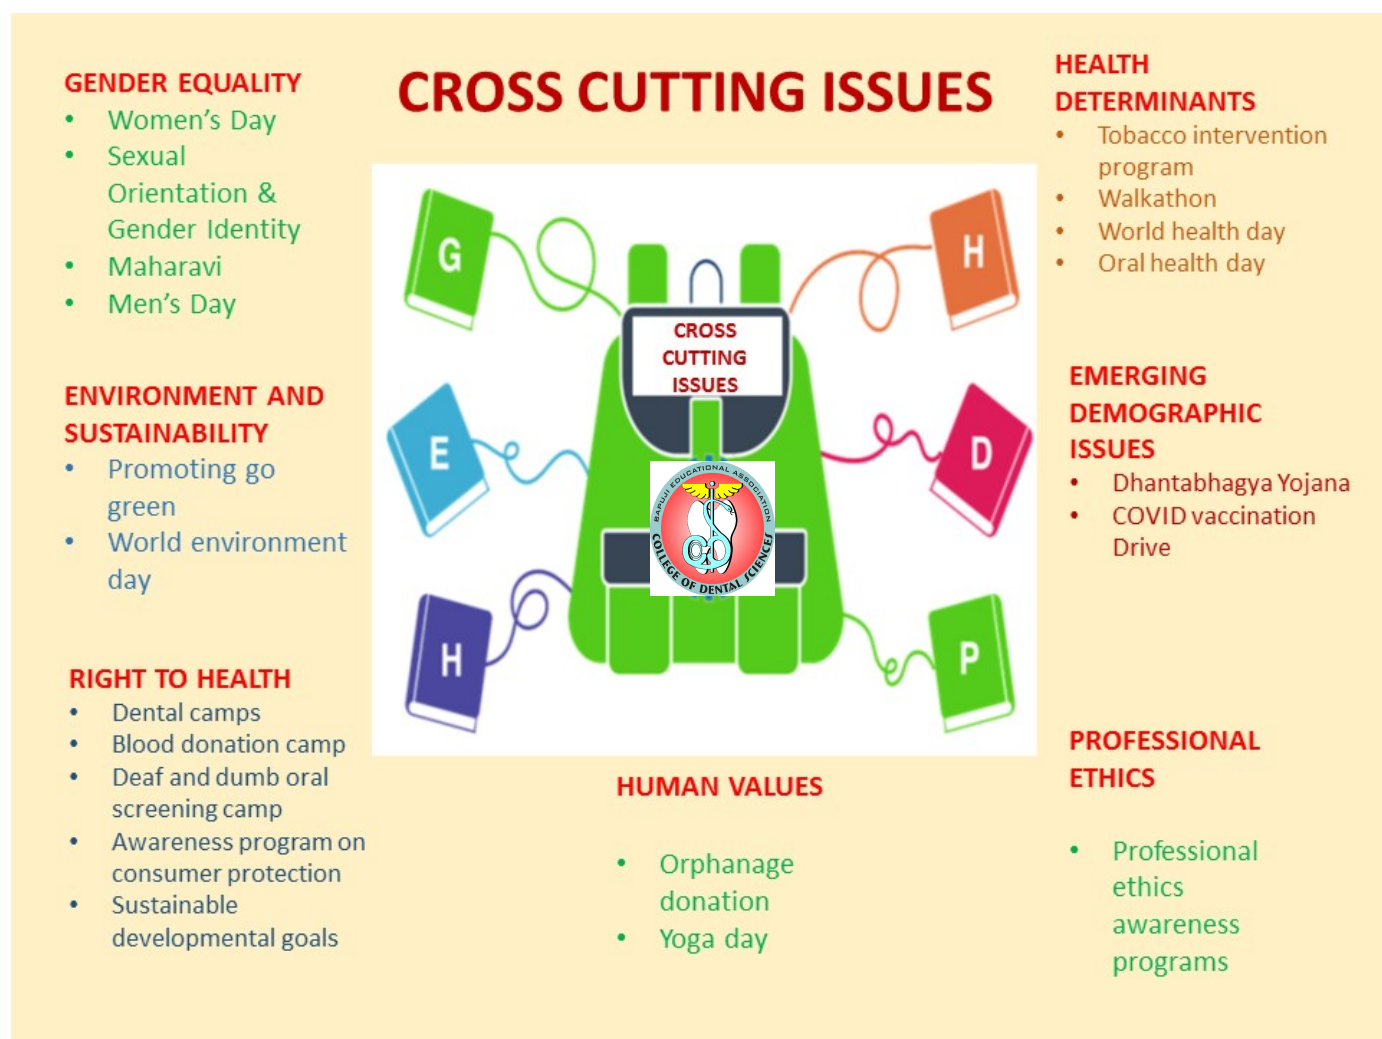 CROSS CUTTING ISSUES
GENDER EQUALITY
• Women's Day
• Sexual
Orientation &
Gender Identity
• Maharavi
• Men's Day
ENVIRONMENT AND
SUSTAINABILITY
• Promoting go
green
• World environment
day
RIGHT TO HEALTH
• Dental camps
• Blood donation camp
• Deaf and dumb oral
screening camp
• Awareness program on
consumer protection
• Sustainable
developmental goals
G
H
CROSS
CUTTING
ISSUES
E
D
BAPUJI EDUCATIONAL ASSOCIATION
COLLEGE OF DENTAL SCIENCES
H
P
HUMAN VALUES
• Orphanage
donation
• Yoga day
HEALTH
DETERMINANTS
• Tobacco intervention
program
• Walkathon
• World health day
• Oral health day
EMERGING
DEMOGRAPHIC
ISSUES
• Dhantabhagya Yojana
• COVID vaccination
Drive
PROFESSIONAL
ETHICS
• Professional
ethics
awareness
programs